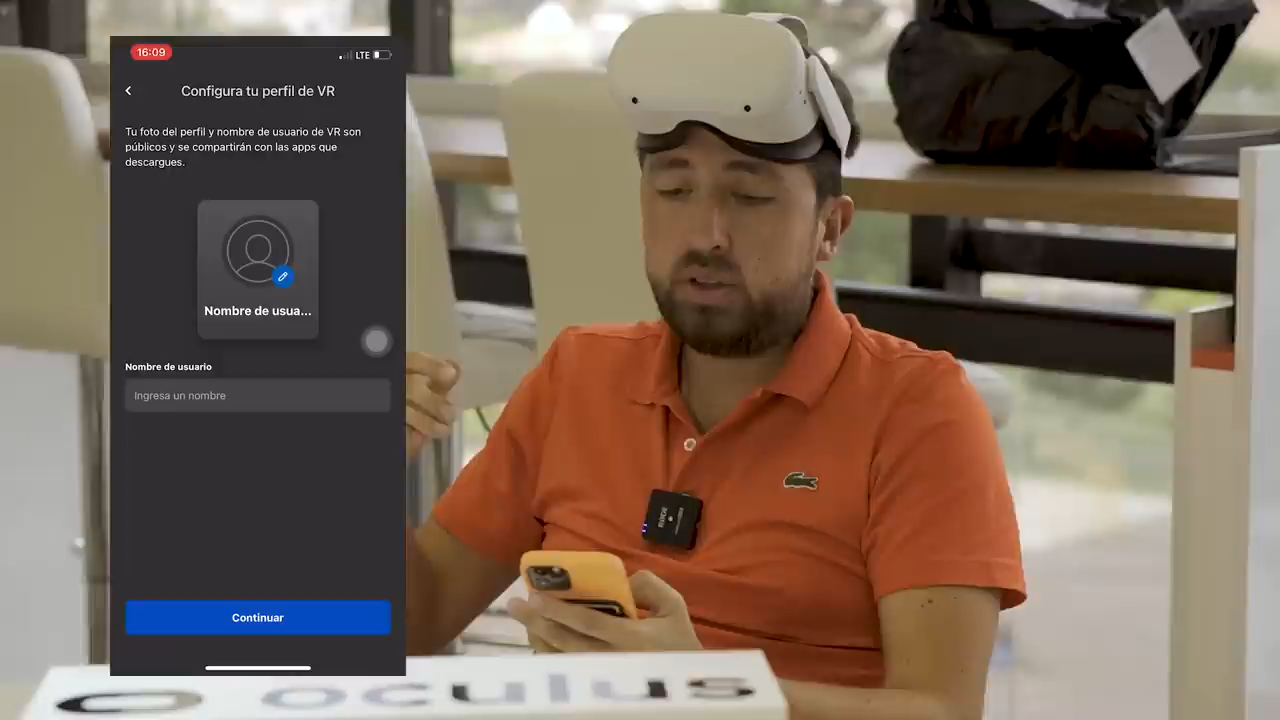 16:09
LTE
Configura tu perfil de VR
Tu foto del perfil y nombre de usuario de VR son
públicos y se compartirán con las apps que
descargues.
Nombre de usua...
Nombre de usuario
Ingresa un nombre
Continuar
RØDE
oculus